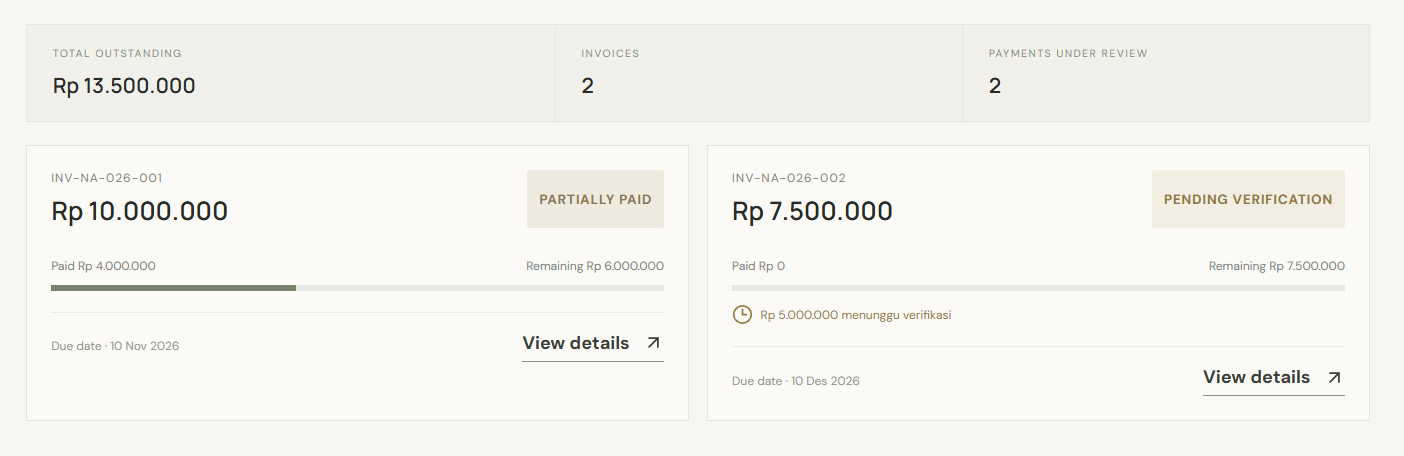 TOTAL OUTSTANDING
Rp 13.500.000
INVOICES
2
PAYMENTS UNDER REVIEW
2
INV-NA-026-001
Rp 10.000.000
PARTIALLY PAID
Paid Rp 4.000.000
Remaining Rp 6.000.000
Due date · 10 Nov 2026
View details
INV-NA-026-002
Rp 7.500.000
PENDING VERIFICATION
Paid Rp 0
Remaining Rp 7.500.000
Rp 5.000.000 menunggu verifikasi
Due date · 10 Des 2026
View details